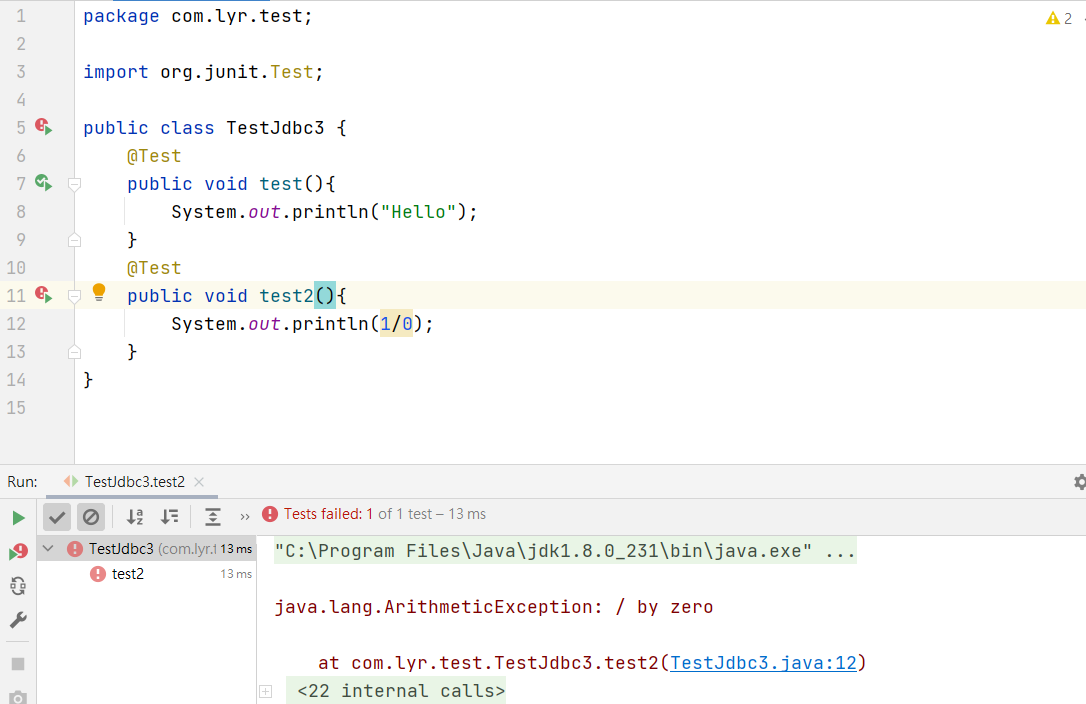 1 package com.lyr.test;
2
2
3 import org.junit.Test;
4
5 public class TestJdbc3 {
6 @Test
7 public void test(){
8 System.out.println("Hello");
9 }
10 @Test
11 public void test2(){
12 System.out.println(1/0);
13 }
14 }
15
Run: TestJdbc3.test2
Tests failed: 1 of 1 test – 13 ms
TestJdbc3 (com.lyr.t 13 ms
test2 13 ms
"C:\Program Files\Java\jdk1.8.0_231\bin\java.exe" ...
java.lang.ArithmeticException: / by zero
at com.lyr.test.TestJdbc3.test2(TestJdbc3.java:12)
<22 internal calls>